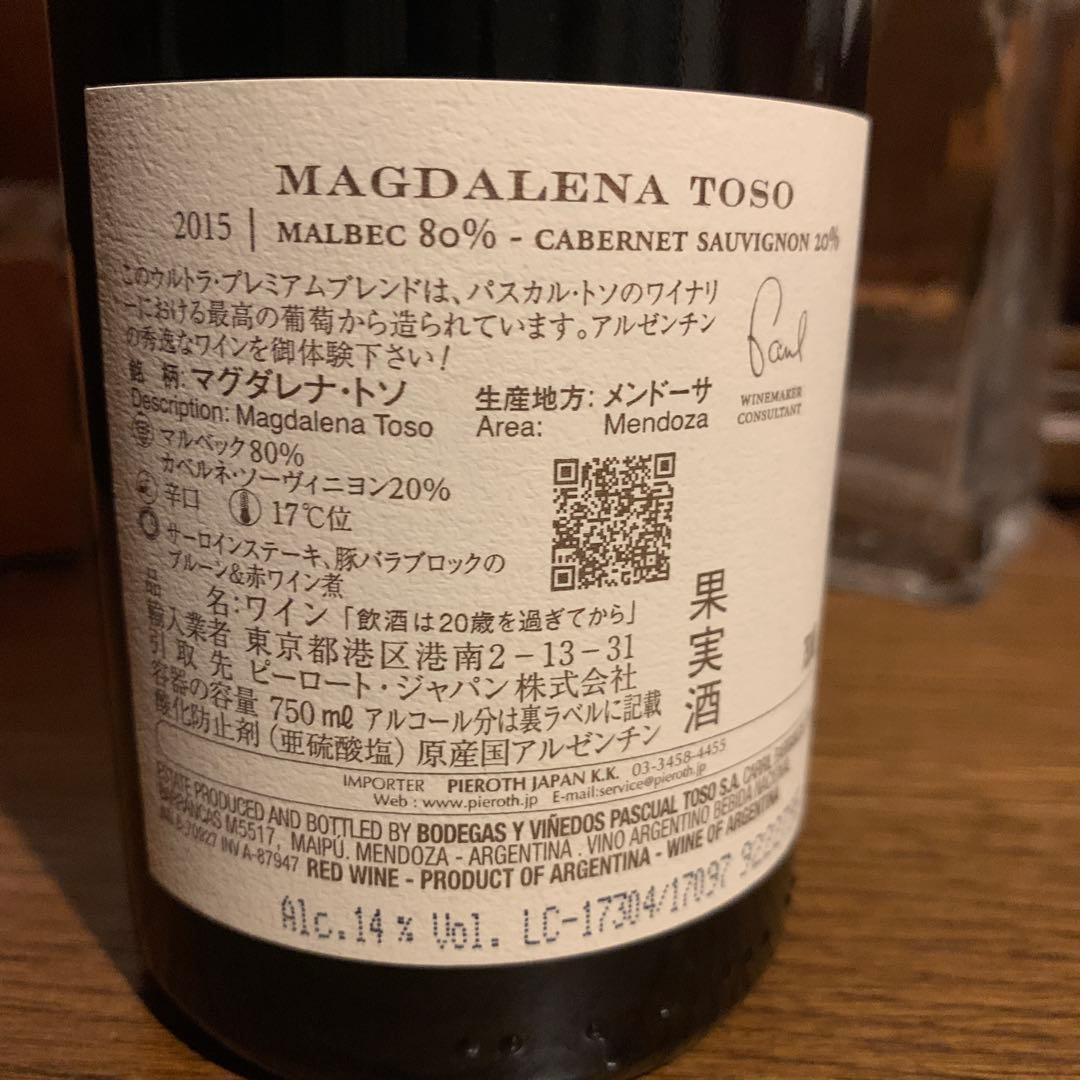 MAGDALENA TOSO
2015 | MALBEC 80% - CABERNET SAUVIGNON 20%
このウルトラ・プレミアムブレンドは、パスカル・トソのワイナリ
ーにおける最高の葡萄から造られています。アルゼンチン
の秀逸なワインを御体験下さい!
Paul
WINEMAKER
CONSULTANT
銘 柄: マグダレナ・トソ
Description: Magdalena Toso
生産地方: メンドーサ
Area: Mendoza
マルベック80%
カベルネ・ソーヴィニヨン20%
辛口 17℃位
サーロインステーキ、豚バラブロックの
プルーン&赤ワイン煮
品 名:ワイン 「飲酒は20歳を過ぎてから」
輸入業者 東京都港区港南2-13-31
引取先 ピーロート・ジャパン株式会社
容器の容量 750mℓ アルコール分は裏ラベルに記載
酸化防止剤 (亜硫酸塩) 原産国アルゼンチン
果実酒
IMPORTER PIEROTH JAPAN K.K. 03-3458-4455
Web : www.pieroth.jp E-mail:service@pieroth.jp
ESTATE PRODUCED AND BOTTLED BY BODEGAS Y VIÑEDOS PASCUAL TOSO S.A. CARRIL
BARRANCAS M5517, MAIPÚ. MENDOZA - ARGENTINA . VINO ARGENTINO BEBIDA NACIONAL
INV A-87947 RED WINE - PRODUCT OF ARGENTINA - WINE OF ARGENTINA
Alc.14 % Vol. LC-17304/17097